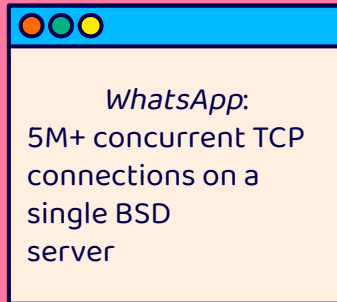 WhatsApp:
5M+ concurrent TCP
connections on a
single BSD
server